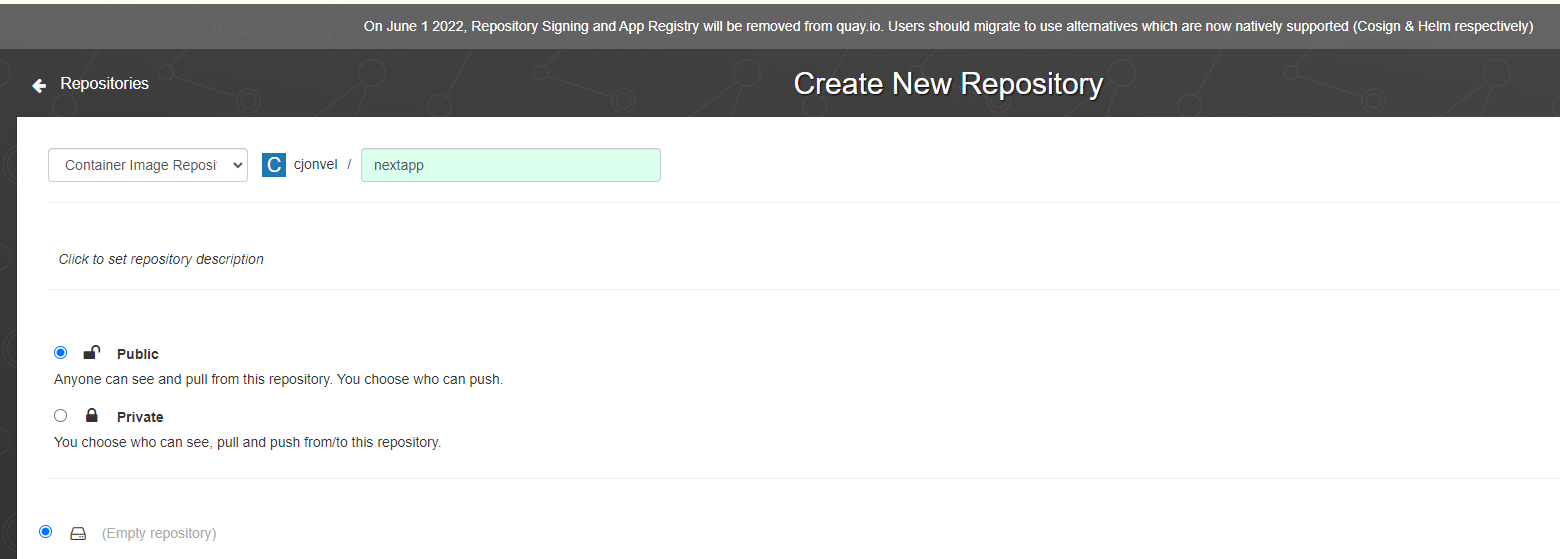 On June 1 2022, Repository Signing and App Registry will be removed from quay.io. Users should migrate to use alternatives which are now natively supported (Cosign & Helm respectively)
Repositories
Create New Repository
Container Image Reposi C cjonvel / nextapp
Click to set repository description
Public
Anyone can see and pull from this repository. You choose who can push.
Private
You choose who can see, pull and push from/to this repository.
(Empty repository)